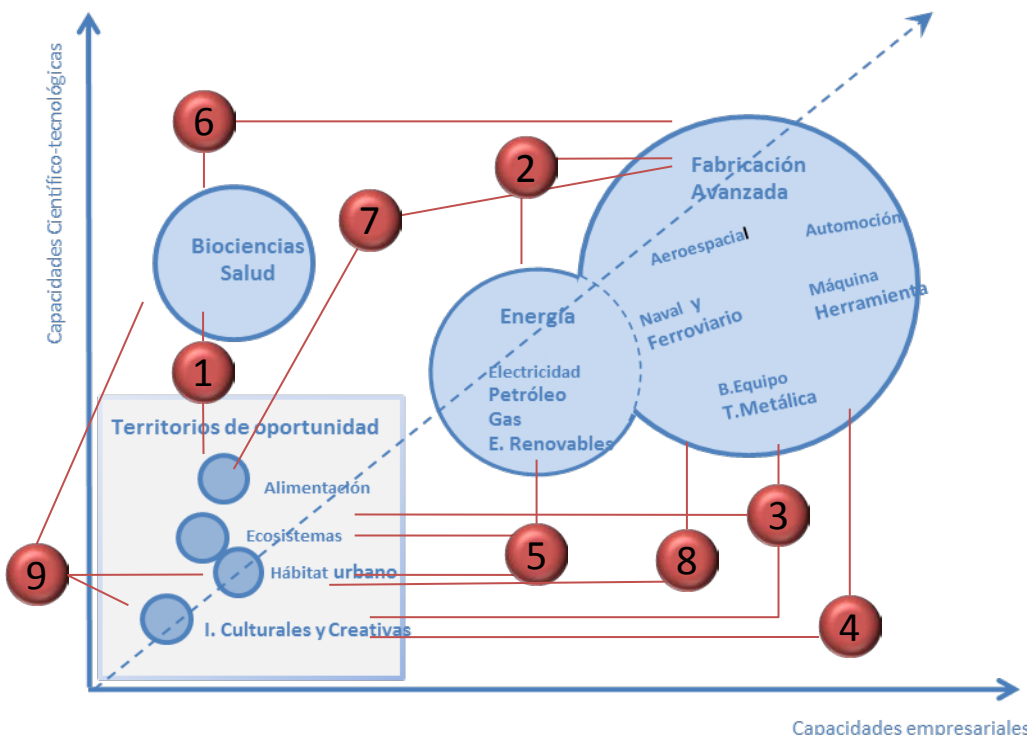 Capacidades Científico-tecnológicas
6
2
7
Fabricación
Avanzada
Aeroespacial
Automoción
Máquina
Herramienta
Naval y
Ferroviario
B.Equipo
T.Metálica
Biociencias
Salud
Energía
Electricidad
Petróleo
Gas
E. Renovables
1
Territorios de oportunidad
Alimentación
Ecosistemas
Hábitat urbano
I. Culturales y Creativas
3
5
8
9
4
Capacidades empresariales